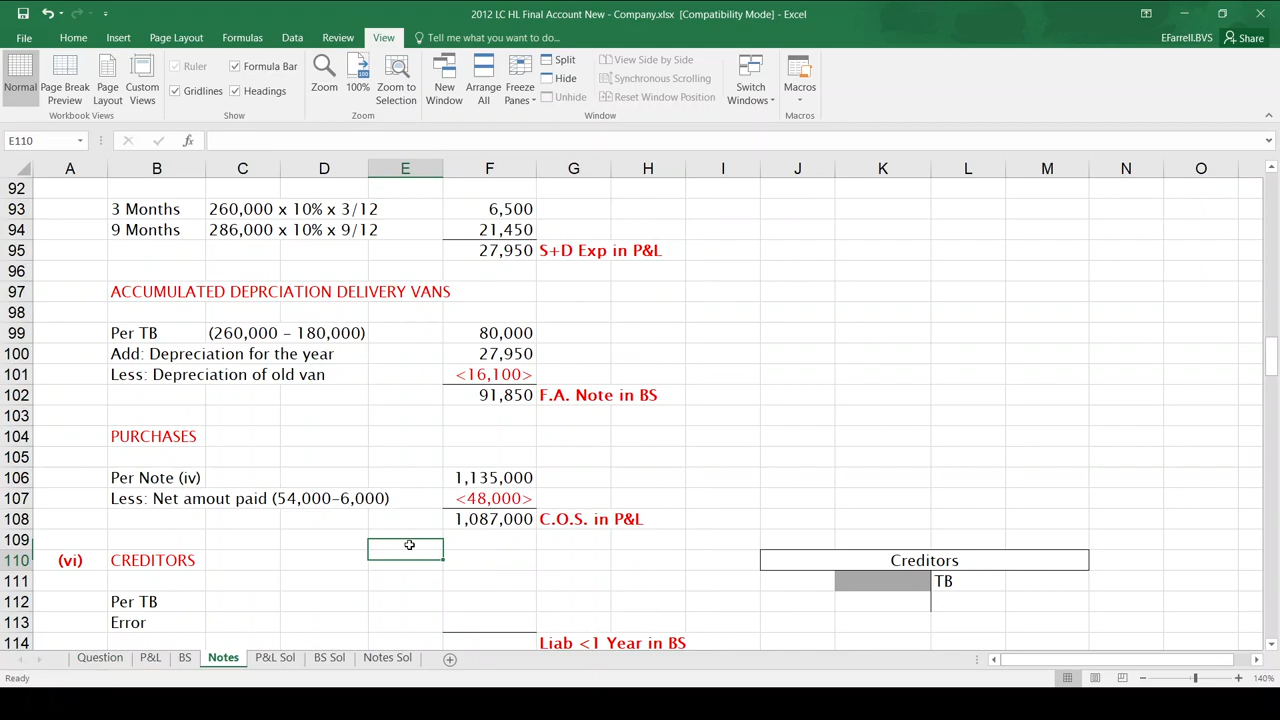 2012 LC HL Final Account New - Company.xlsx [Compatibility Mode] - Excel
File Home Insert Page Layout Formulas Data Review View Tell me what you want to do... EFarrell.BVS Share
Normal Page Break Preview Page Layout Custom Views
Ruler Formula Bar
Gridlines Headings
Zoom 100% Zoom to Selection
New Window Arrange All Freeze Panes
Split
Hide
Unhide
View Side by Side
Synchronous Scrolling
Reset Window Position
Switch Windows Macros
Workbook Views Show Zoom Window Macros
E110 fx
A B C D E F G H I J K L M N O
92
93 3 Months 260,000 x 10% x 3/12 6,500
94 9 Months 286,000 x 10% x 9/12 21,450
95 27,950 S+D Exp in P&L
96
97 ACCUMULATED DEPRCIATION DELIVERY VANS
98
99 Per TB (260,000 - 180,000) 80,000
100 Add: Depreciation for the year 27,950
101 Less: Depreciation of old van <16,100>
102 91,850 F.A. Note in BS
103
104 PURCHASES
105
106 Per Note (iv) 1,135,000
107 Less: Net amout paid (54,000-6,000) <48,000>
108 1,087,000 C.O.S. in P&L
109
110 (vi) CREDITORS Creditors
111 TB
112 Per TB
113 Error
114 Liab <1 Year in BS
Question P&L BS Notes P&L Sol BS Sol Notes Sol
Ready 140%